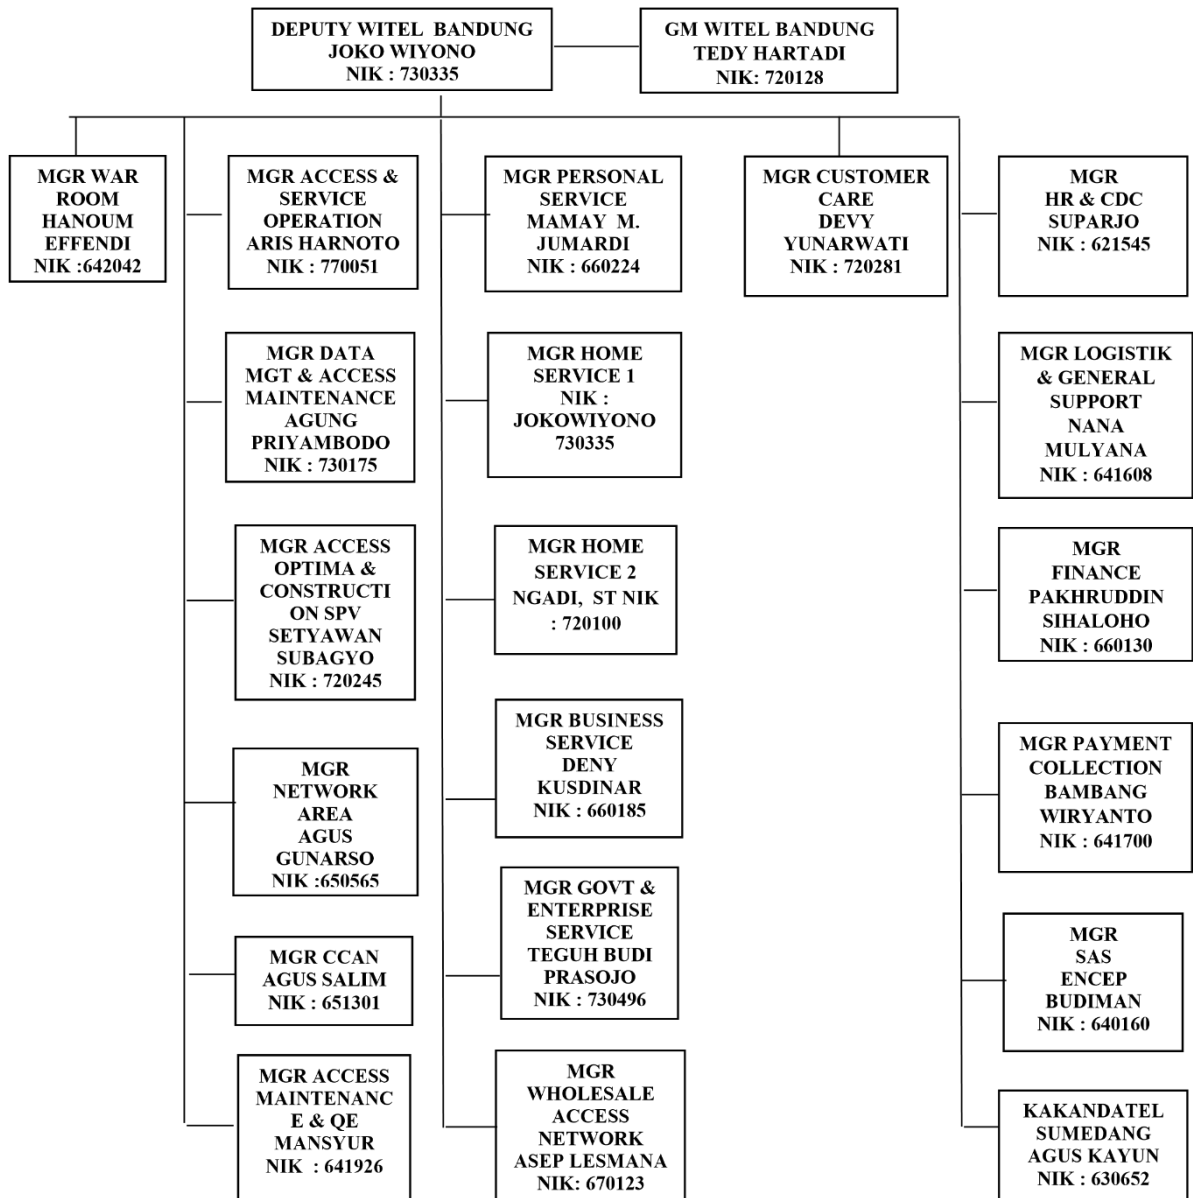 DEPUTY WITEL BANDUNG
JOKO WIYONO
NIK : 730335
GM WITEL BANDUNG
TEDY HARTADI
NIK: 720128
MGR WAR
ROOM
HANOUM
EFFENDI
NIK :642042
MGR ACCESS &
SERVICE
OPERATION
ARIS HARNOTO
NIK : 770051
MGR PERSONAL
SERVICE
MAMAY M.
JUMARDI
NIK : 660224
MGR CUSTOMER
CARE
DEVY
YUNARWATI
NIK : 720281
MGR
HR & CDC
SUPARJO
NIK : 621545
MGR DATA
MGT & ACCESS
MAINTENANCE
AGUNG
PRIYAMBODO
NIK : 730175
MGR HOME
SERVICE 1
NIK :
JOKOWIYONO
730335
MGR LOGISTIK
& GENERAL
SUPPORT
NANA
MULYANA
NIK : 641608
MGR ACCESS
OPTIMA &
CONSTRUCTI
ON SPV
SETYAWAN
SUBAGYO
NIK : 720245
MGR HOME
SERVICE 2
NGADI, ST NIK
: 720100
MGR
FINANCE
PAKHRUDDIN
SIHALOHO
NIK : 660130
MGR
NETWORK
AREA
AGUS
GUNARSO
NIK :650565
MGR BUSINESS
SERVICE
DENY
KUSDINAR
NIK : 660185
MGR PAYMENT
COLLECTION
BAMBANG
WIRYANTO
NIK : 641700
MGR CCAN
AGUS SALIM
NIK : 651301
MGR GOVT &
ENTERPRISE
SERVICE
TEGUH BUDI
PRASOJO
NIK : 730496
MGR
SAS
ENCEP
BUDIMAN
NIK : 640160
MGR ACCESS
MAINTENANC
E & QE
MANSYUR
NIK : 641926
MGR
WHOLESALE
ACCESS
NETWORK
ASEP LESMANA
NIK: 670123
KAKANDATEL
SUMEDANG
AGUS KAYUN
NIK : 630652